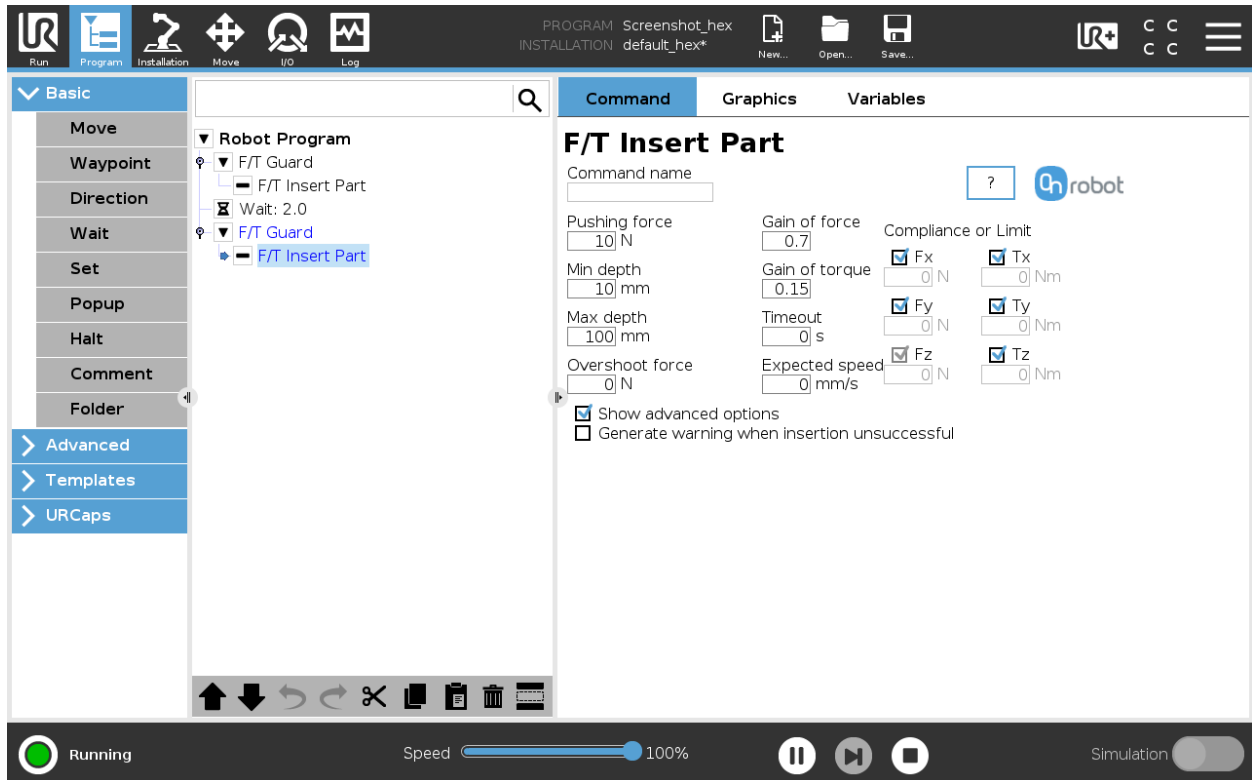 PROGRAM Screenshot_hex
INSTALLATION default_hex*
Run Program Installation Move I/O Log New... Open... Save...
UR+
C C
C C
Basic
Move
Waypoint
Direction
Wait
Set
Popup
Halt
Comment
Folder
Advanced
Templates
URCaps
Robot Program
F/T Guard
F/T Insert Part
Wait: 2.0
F/T Guard
F/T Insert Part
Command Graphics Variables
F/T Insert Part
Command name
?
On robot
Pushing force
10 N
Min depth
10 mm
Max depth
100 mm
Overshoot force
0 N
Gain of force
0.7
Gain of torque
0.15
Timeout
0 s
Expected speed
0 mm/s
Compliance or Limit
Fx Tx
0 N 0 Nm
Fy Ty
0 N 0 Nm
Fz Tz
0 N 0 Nm
Show advanced options
Generate warning when insertion unsuccessful
Running
Speed 100%
Simulation